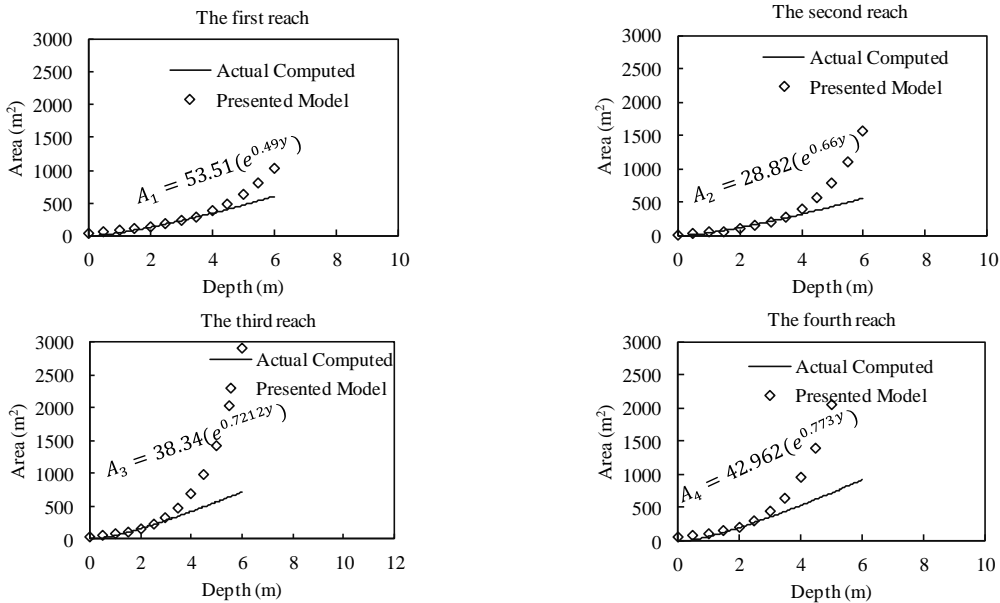 The first reach
3000
2500
2000
1500
1000
500
0
Area (m²)
Actual Computed
Presented Model
A₁ = 53.51(e^{0.49y})
0 2 4 6 8 10
Depth (m)
The second reach
3000
2500
2000
1500
1000
500
0
Area (m²)
Actual Computed
Presented Model
A₂ = 28.82(e^{0.66y})
0 2 4 6 8 10
Depth (m)
The third reach
3000
2500
2000
1500
1000
500
0
Area (m²)
Actual Computed
Presented Model
A₃ = 38.34(e^{0.7212y})
0 2 4 6 8 10 12
Depth (m)
The fourth reach
3000
2500
2000
1500
1000
500
0
Area (m²)
Actual Computed
Presented Model
A₄ = 42.962(e^{0.773y})
0 2 4 6 8 10
Depth (m)